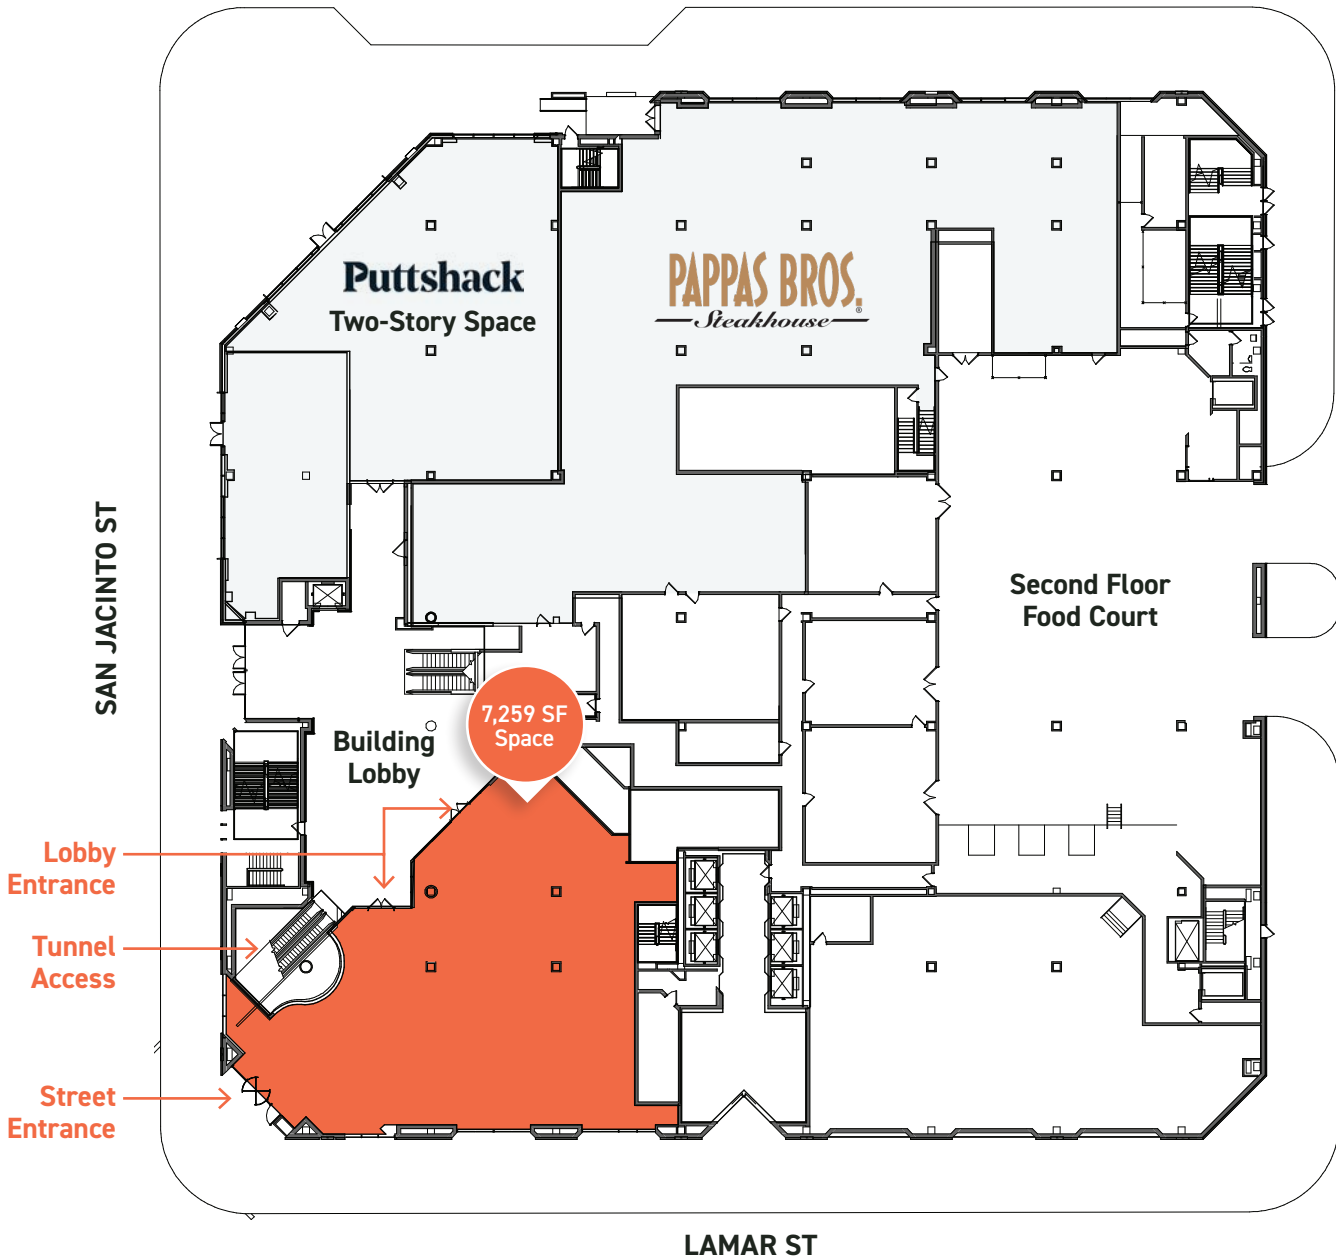 Puttshack
Two-Story Space
PAPPAS BROS.®
Steakhouse
SAN JACINTO ST
Second Floor
Food Court
7,259 SF
Space
Building
Lobby
Lobby
Entrance
Tunnel
Access
Street
Entrance
LAMAR ST